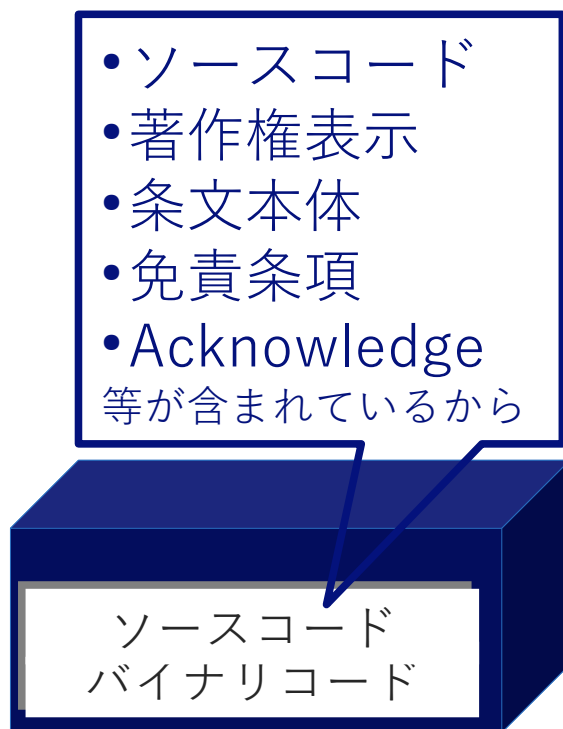 •ソースコード
•著作権表示
•条文本体
•免責条項
•Acknowledge
等が含まれているから
ソースコード
バイナリコード